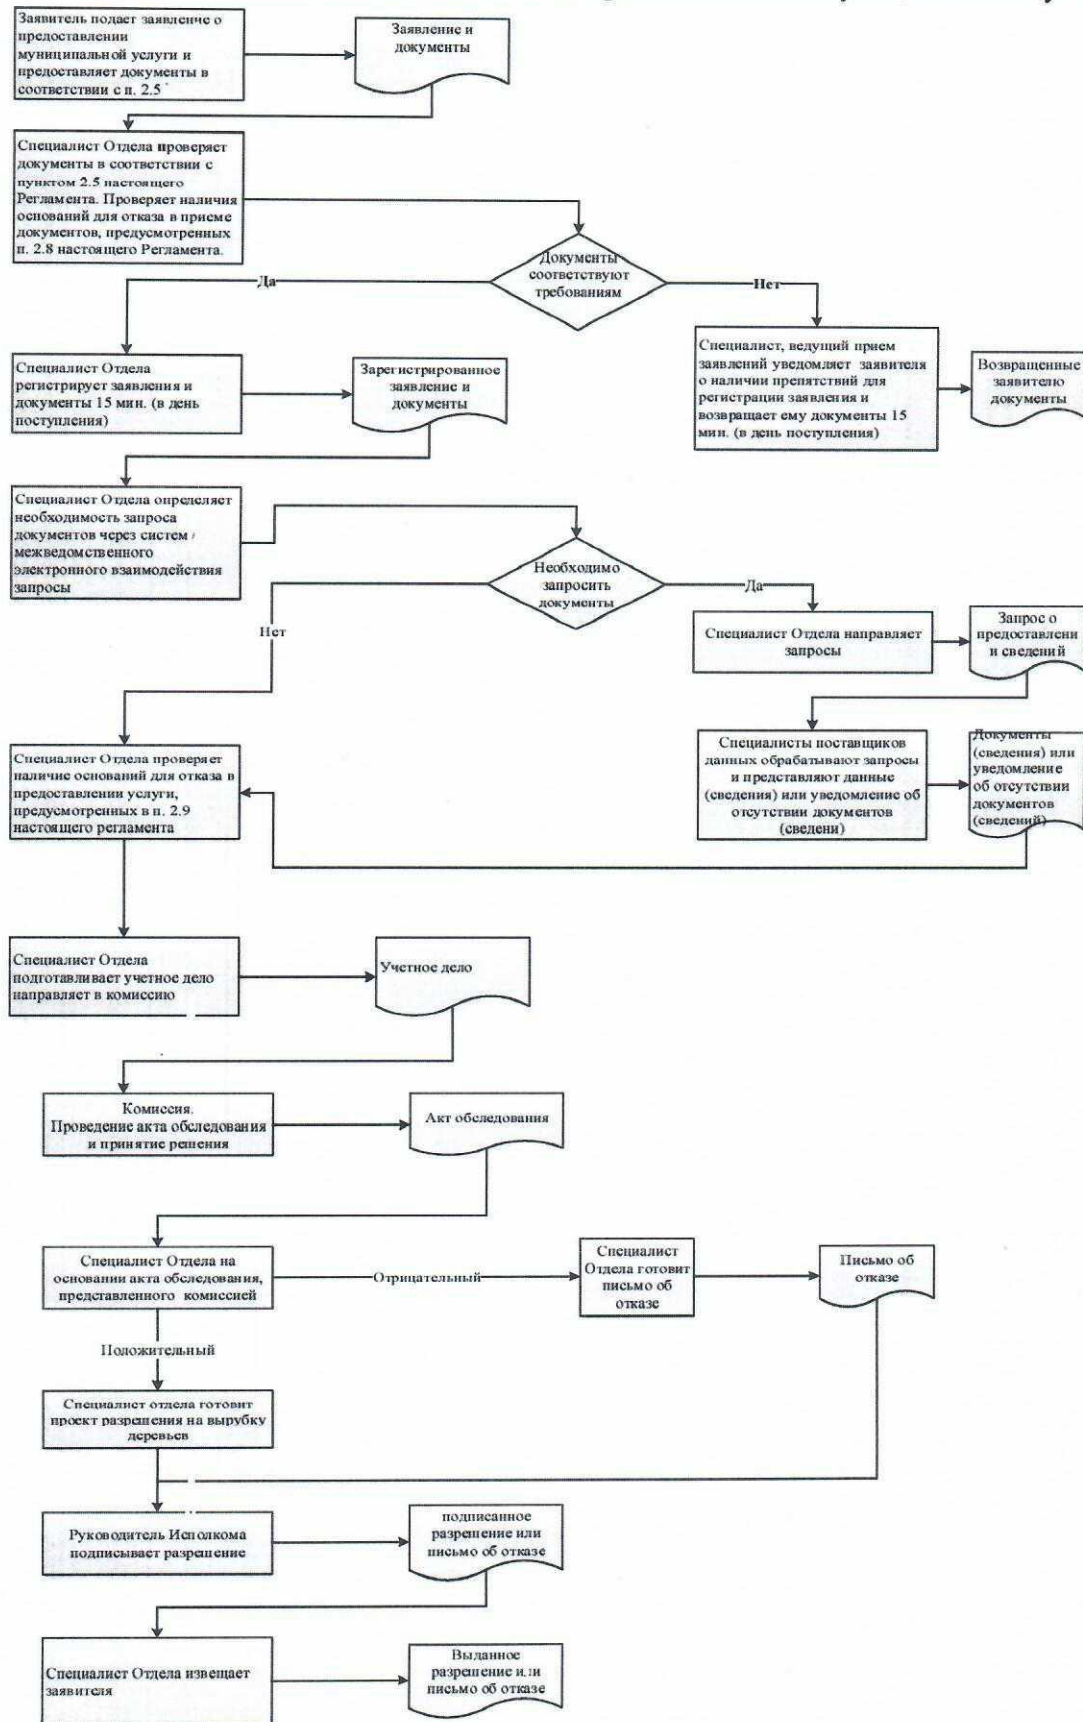 Заявитель подает заявление о
предоставлении
муниципальной услуги и
предоставляет документы в
соответствии с п. 2.5
Заявление и
документы
Специалист Отдела проверяет
документы в соответствии с
пунктом 2.5 настоящего
Регламента. Проверяет наличия
оснований для отказа в приеме
документов, предусмотренных
п. 2.8 настоящего Регламента.
Документы
соответствуют
требованиям
Да
Нет
Специалист Отдела
регистрирует заявления и
документы 15 мин. (в день
поступления)
Зарегистрированное
заявление и
документы
Специалист, ведущий прием
заявлений уведомляет заявителя
о наличии препятствий для
регистрации заявления и
возвращает ему документы 15
мин. (в день поступления)
Возвращенные
заявителю
документы
Специалист Отдела определяет
необходимость запроса
документов через систем
межведомственного
электронного взаимодействия
запросы
Необходимо
запросить
документы
Да
Нет
Специалист Отдела направляет
запросы
Запрос о
предоставлени
и сведений
Специалист Отдела проверяет
наличие оснований для отказа в
предоставлении услуги,
предусмотренных в п. 2.9
настоящего регламента
Специалисты поставщиков
данных обрабатывают запросы
и представляют данные
(сведения) или уведомление об
отсутствии документов
(сведени)
Документы
(сведения) или
уведомление
об отсутствии
документов
(сведений)
Специалист Отдела
подготавливает учетное дело
направляет в комиссию
Учетное дело
Комиссия.
Проведение акта обследования
и принятие решения
Акт обследования
Специалист Отдела на
основании акта обследования,
представленного комиссией
Отрицательный
Специалист
Отдела готовит
письмо об
отказе
Письмо об
отказе
Положительный
Специалист отдела готовит
проект разрешения на вырубку
деревьев
Руководитель Исполкома
подписывает разрешение
подписанное
разрешение или
письмо об отказе
Специалист Отдела извещает
заявителя
Выданное
разрешение или
письмо об отказе